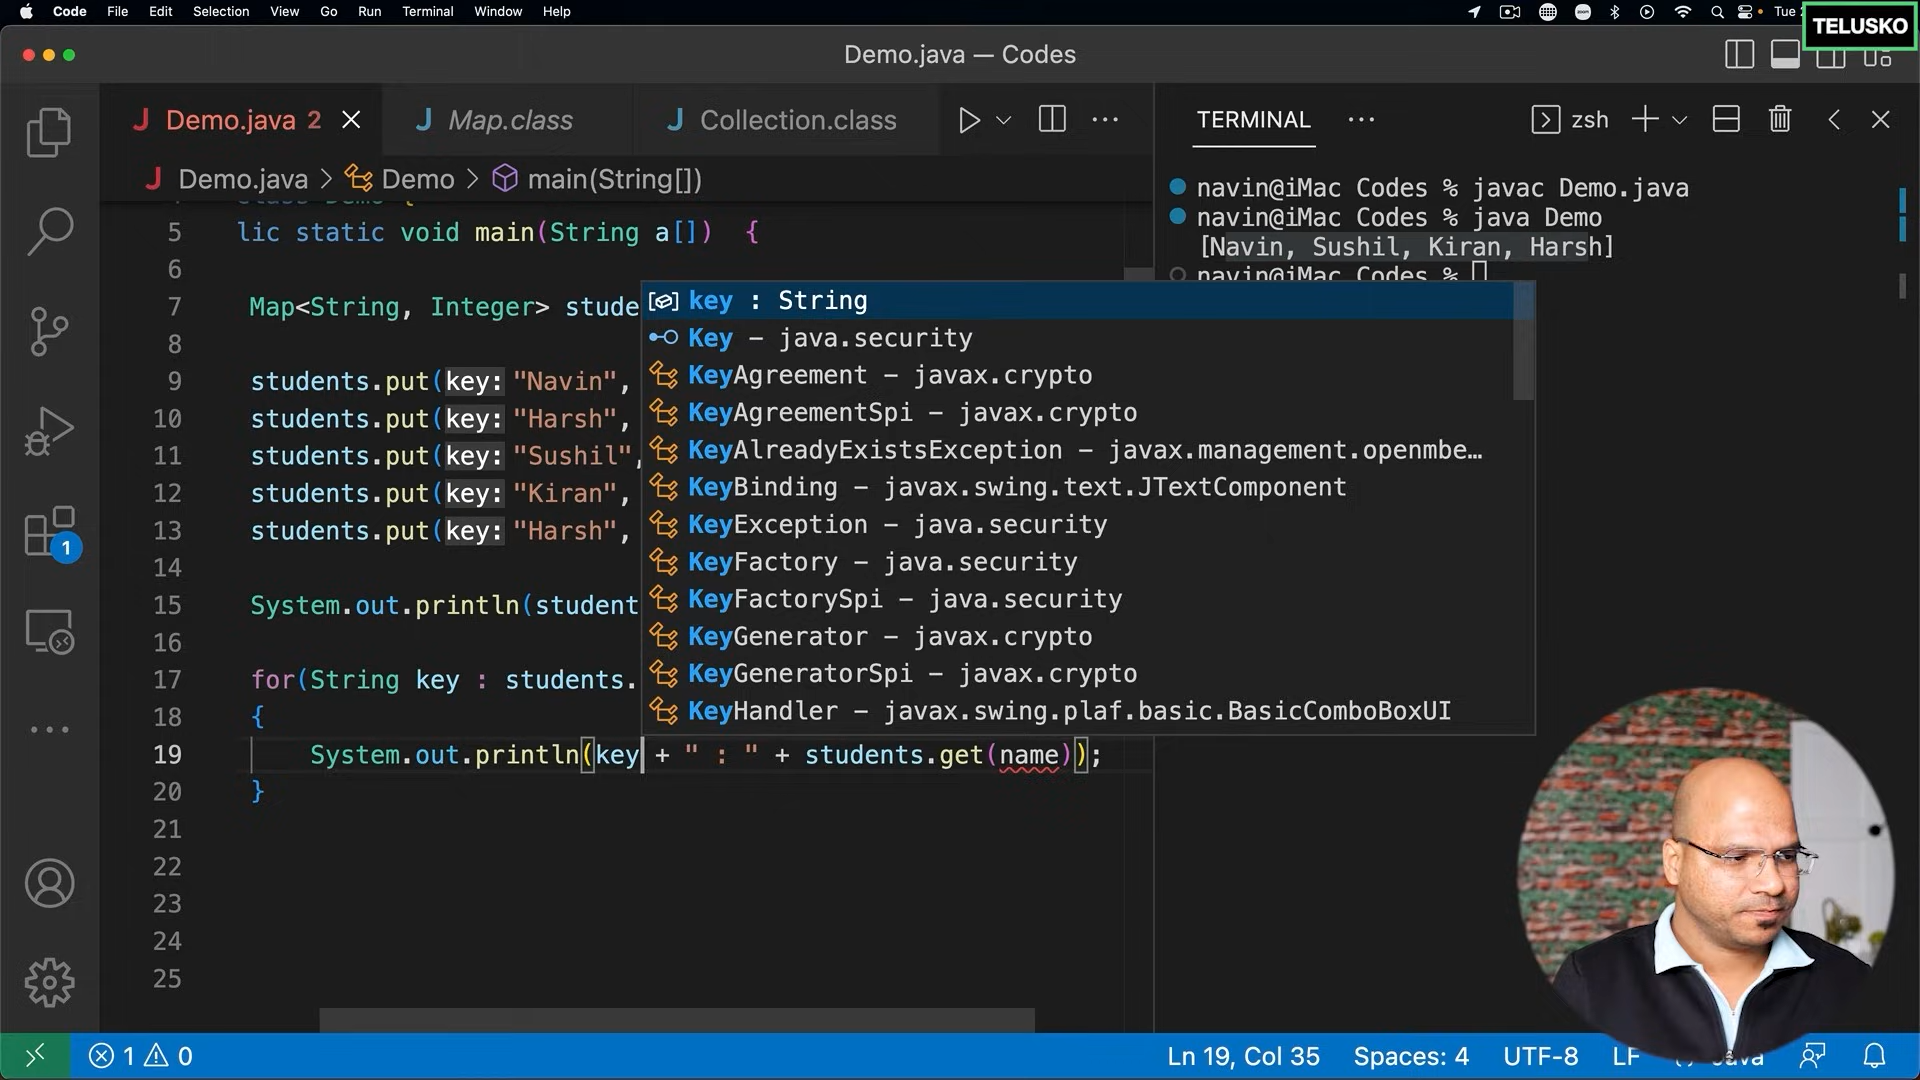 Code File Edit Selection View Go Run Terminal Window Help Tue
TELUSKO
Demo.java — Codes
Demo.java 2 Map.class Collection.class
Demo.java > Demo > main(String[])
5 lic static void main(String a[]) {
6
7 Map<String, Integer> stude
8
9 students.put(key: "Navin",
10 students.put(key: "Harsh",
11 students.put(key: "Sushil",
12 students.put(key: "Kiran",
13 students.put(key: "Harsh",
14
15 System.out.println(student
16
17 for(String key : students.
18 {
19 System.out.println(key + " : " + students.get(name));
20 }
21
22
23
24
25
key : String
Key – java.security
KeyAgreement – javax.crypto
KeyAgreementSpi – javax.crypto
KeyAlreadyExistsException – javax.management.openmbe…
KeyBinding – javax.swing.text.JTextComponent
KeyException – java.security
KeyFactory – java.security
KeyFactorySpi – java.security
KeyGenerator – javax.crypto
KeyGeneratorSpi – javax.crypto
KeyHandler – javax.swing.plaf.basic.BasicComboBoxUI
TERMINAL
zsh
navin@iMac Codes % javac Demo.java
navin@iMac Codes % java Demo
[Navin, Sushil, Kiran, Harsh]
navin@iMac Codes %
1
1 0
Ln 19, Col 35 Spaces: 4 UTF-8 LF Java